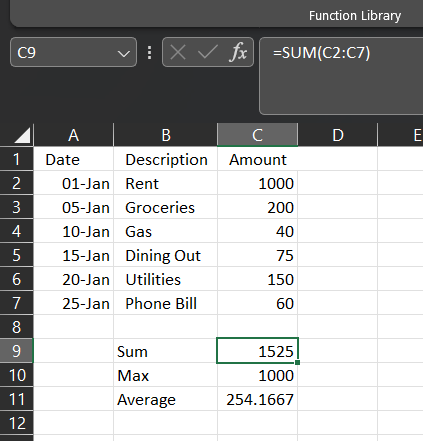 Function Library
C9 fx =SUM(C2:C7)
A B C D E
1 Date Description Amount
2 01-Jan Rent 1000
3 05-Jan Groceries 200
4 10-Jan Gas 40
5 15-Jan Dining Out 75
6 20-Jan Utilities 150
7 25-Jan Phone Bill 60
8
9 Sum 1525
10 Max 1000
11 Average 254.1667
12